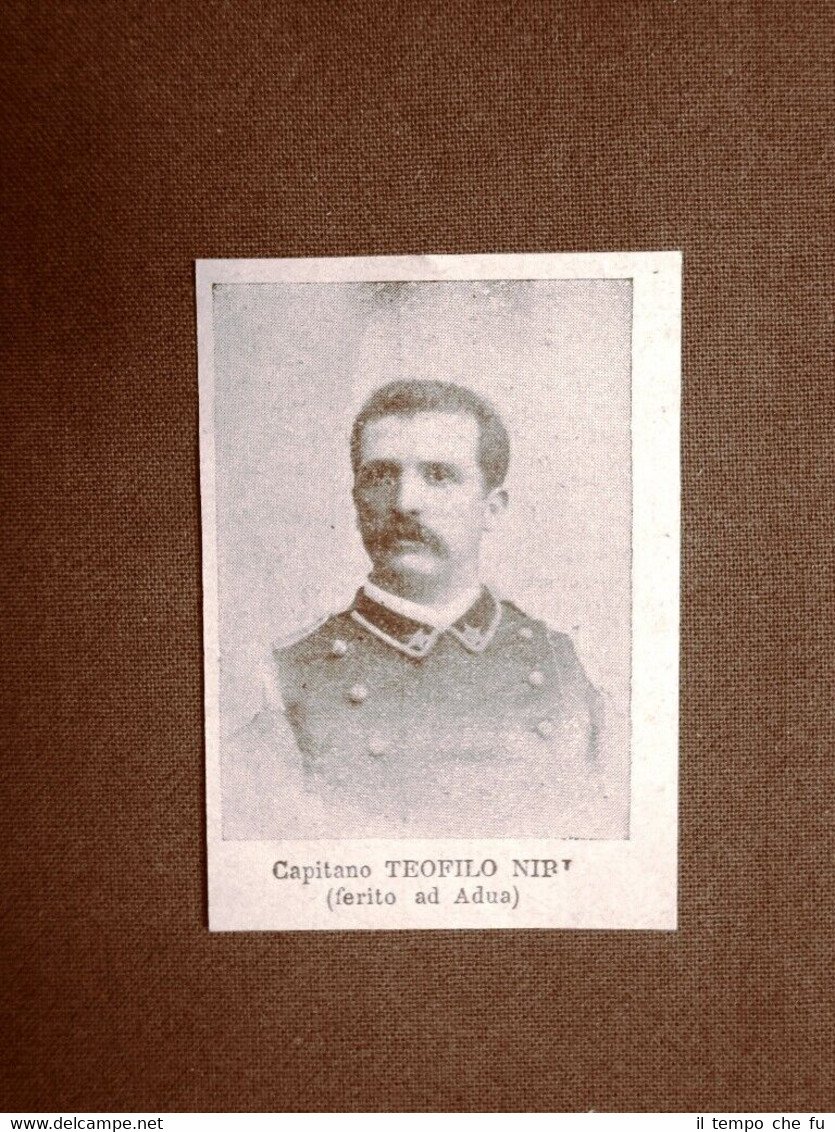 Capitano TEOFILO
(ferito ad Adua)
www.delcampe.net
il tempo che fu